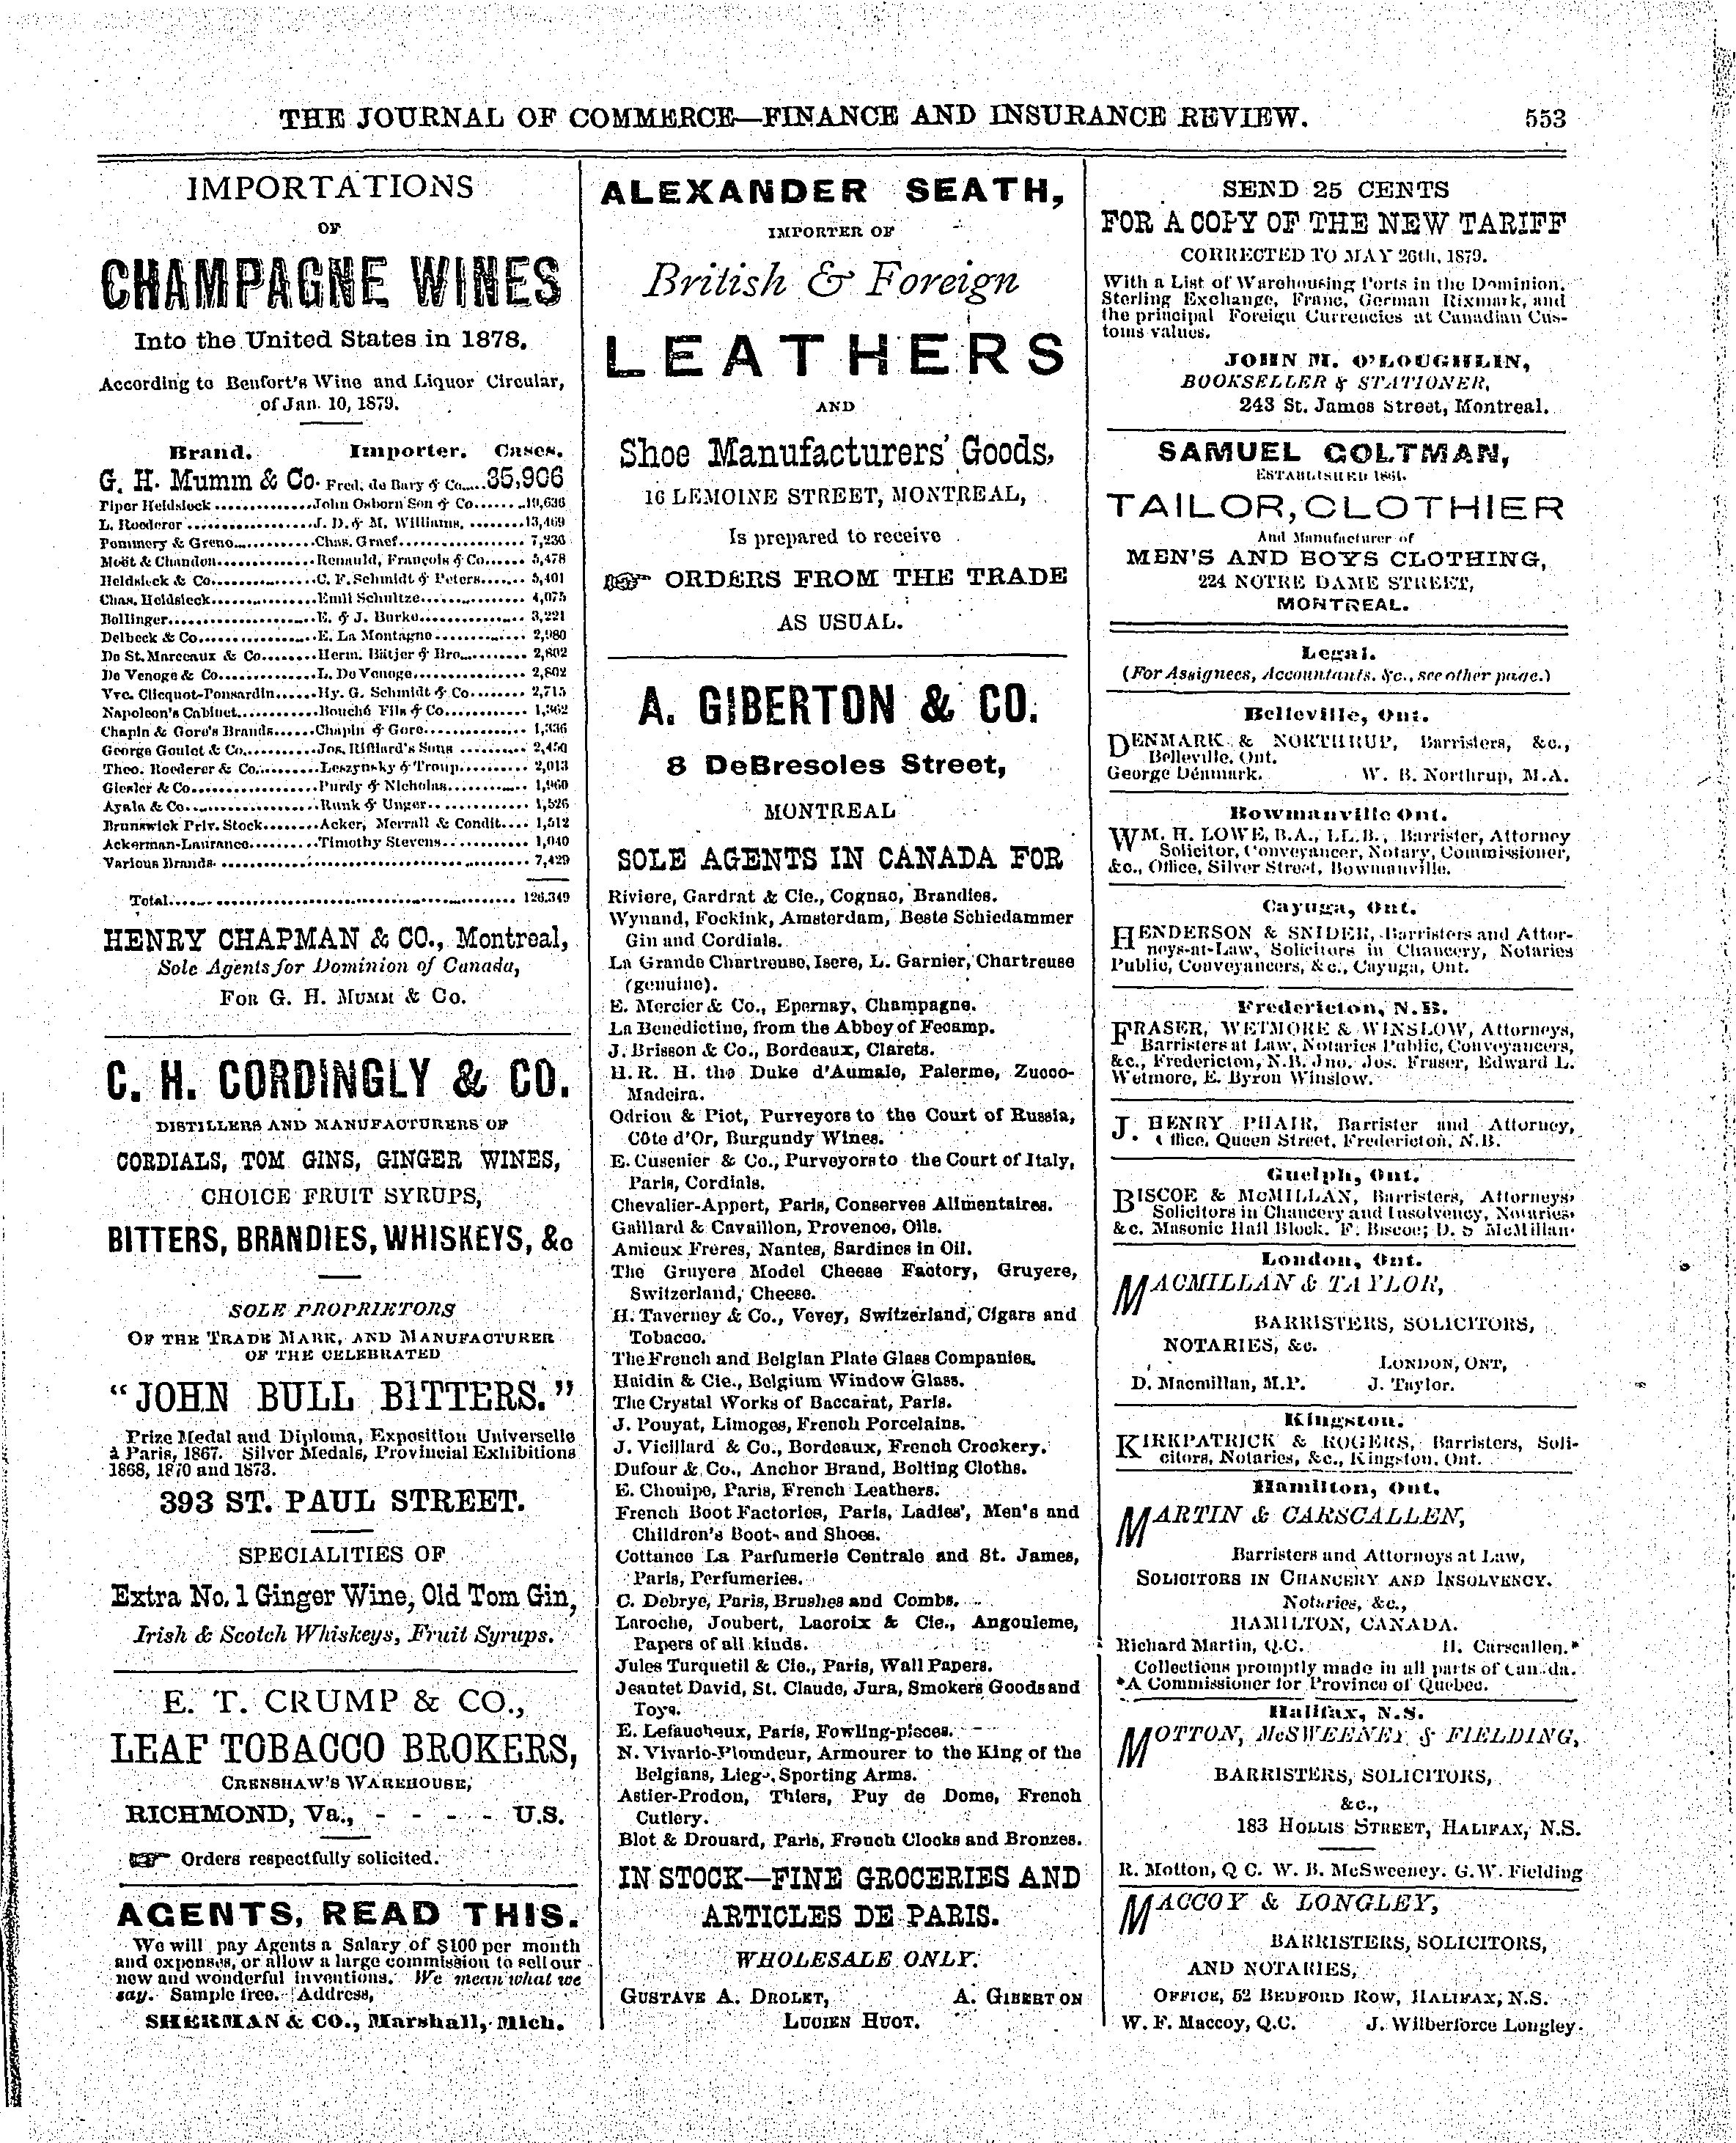 THE JOURNAL OF COMMERCE—FINANCE AND INSURANCE REVIEW. 553
IMPORTATIONS
OF
CHAMPAGNE WINES
Into the United States in 1878.
According to Benfort's Wine and Liquor Circular,
of Jan. 10, 1879.
Brand. Importer. Cases.
G. H. Mumm & Co. Fred. de Bary & Co.....35,906
Piper Heidsieck.............John Osborn Son & Co.......19,636
L. Roederor.................J. D. & M. Williams. ........13,469
Pommery & Greno............Chas. Graef................. 7,236
Moët & Chandon.............Renauld, François & Co...... 5,478
Heidsieck & Co..............C. F. Schmidt & Peters....... 5,401
Chas. Heidsieck..............Emil Schultze............... 4,075
Bollinger......................E. & J. Burke............... 3,221
Delbeck & Co.................E. La Montagne............. 2,980
De St. Marceaux & Co........Herm. Bätjer & Bro.......... 2,802
De Venoge & Co..............L. De Venoge................ 2,802
Vve. Clicquot-Ponsardin......Hy. G. Schmidt & Co........ 2,715
Napoleon's Cabinet...........Bouché Fils & Co............ 1,362
Chapin & Gore's Brands......Chapin & Gore.............. 1,336
George Goulet & Co..........Jos. Rifflard's Sons ......... 2,450
Theo. Roederer & Co.........Leszynsky & Troup.......... 2,013
Giesler & Co..................Purdy & Nicholas........... 1,960
Ayala & Co...................Runk & Unger.............. 1,526
Brunswick Priv. Stock........Acker, Merrall & Condit.... 1,512
Ackerman-Laurance..........Timothy Stevens............ 1,040
Various Brands. ............................................ 7,429
Total................................................... 126,349
HENRY CHAPMAN & CO., Montreal,
Sole Agents for Dominion of Canada,
FOR G. H. MUMM & CO.
C. H. CORDINGLY & CO.
DISTILLERS AND MANUFACTURERS OF
CORDIALS, TOM GINS, GINGER WINES,
CHOICE FRUIT SYRUPS,
BITTERS, BRANDIES, WHISKEYS, &c
SOLE PROPRIETORS
OF THE TRADE MARK, AND MANUFACTURER
OF THE CELEBRATED
"JOHN BULL BITTERS."
Prize Medal and Diploma, Exposition Universelle
à Paris, 1867. Silver Medals, Provincial Exhibitions
1868, 1870 and 1873.
393 ST. PAUL STREET.
SPECIALITIES OF
Extra No. 1 Ginger Wine, Old Tom Gin,
Irish & Scotch Whiskeys, Fruit Syrups.
E. T. CRUMP & CO.,
LEAF TOBACCO BROKERS,
CRENSHAW'S WAREHOUSE,
RICHMOND, Va., - - - - U.S.
☞ Orders respectfully solicited.
AGENTS, READ THIS.
We will pay Agents a Salary of $100 per month
and expenses, or allow a large commission to sell our
new and wonderful inventions. We mean what we
say. Sample free. Address,
SHERMAN & CO., Marshall, Mich.
ALEXANDER SEATH,
IMPORTER OF
British & Foreign
LEATHERS
AND
Shoe Manufacturers' Goods,
16 LEMOINE STREET, MONTREAL,
Is prepared to receive
☞ ORDERS FROM THE TRADE
AS USUAL.
A. GIBERTON & CO.
8 DeBresoles Street,
MONTREAL
SOLE AGENTS IN CANADA FOR
Riviere, Gardrat & Cie., Cognac, Brandies.
Wynand, Fockink, Amsterdam, Beste Schiedammer
Gin and Cordials.
La Grande Chartreuse, Isere, L. Garnier, Chartreuse
(genuine).
E. Mercier & Co., Epernay, Champagne.
La Benedictine, from the Abbey of Fecamp.
J. Brisson & Co., Bordeaux, Clarets.
H. R. H. the Duke d'Aumale, Palerme, Zucco-
Madeira.
Odrion & Piot, Purveyors to the Court of Russia,
Côte d'Or, Burgundy Wines.
E. Cusenier & Co., Purveyors to the Court of Italy,
Paris, Cordials.
Chevalier-Appert, Paris, Conserves Alimentaires.
Gaillard & Cavaillon, Provence, Oils.
Amieux Freres, Nantes, Sardines in Oil.
The Gruyere Model Cheese Factory, Gruyere,
Switzerland, Cheese.
H. Taverney & Co., Vevey, Switzerland, Cigars and
Tobacco.
The French and Belgian Plate Glass Companies.
Haidin & Cie., Belgium Window Glass.
The Crystal Works of Baccarat, Paris.
J. Pouyat, Limoges, French Porcelains.
J. Vieillard & Co., Bordeaux, French Crockery.
Dufour & Co., Anchor Brand, Bolting Cloths.
E. Chouipe, Paris, French Leathers.
French Boot Factories, Paris, Ladies', Men's and
Children's Boots and Shoes.
Cottance La Parfumerie Centrale and St. James,
Paris, Perfumeries.
C. Debrye, Paris, Brushes and Combs.
Laroche, Joubert, Lacroix & Cie., Angouleme,
Papers of all kinds.
Jules Turquetil & Cie., Paris, Wall Papers.
Jeantet David, St. Claude, Jura, Smokers Goods and
Toys.
E. Lefaucheux, Paris, Fowling-pieces.
N. Vivario-Plomdeur, Armourer to the King of the
Belgians, Liege, Sporting Arms.
Astier-Prodon, Thiers, Puy de Dome, French
Cutlery.
Blot & Drouard, Paris, French Clocks and Bronzes.
IN STOCK—FINE GROCERIES AND
ARTICLES DE PARIS.
WHOLESALE ONLY.
GUSTAVE A. DROLET, A. GIBERTON
LUCIEN HUOT.
SEND 25 CENTS
FOR A COPY OF THE NEW TARIFF
CORRECTED TO MAY 26th, 1879.
With a List of Warehousing Ports in the Dominion.
Sterling Exchange, Franc, German Rixmark, and
the principal Foreign Currencies at Canadian Cus-
toms values.
JOHN M. O'LOUGHLIN,
BOOKSELLER & STATIONER,
243 St. James Street, Montreal.
SAMUEL COLTMAN,
ESTABLISHED 1861.
TAILOR, CLOTHIER
And Manufacturer of
MEN'S AND BOYS CLOTHING,
224 NOTRE DAME STREET,
MONTREAL.
Legal.
(For Assignees, Accountants, &c., see other page.)
Belleville, Ont.
DENMARK & NORTHRUP, Barristers, &c.,
Belleville, Ont.
George Denmark. W. B. Northrup, M.A.
Bowmanville Ont.
WM. H. LOWE, B.A., LL.B., Barrister, Attorney
Solicitor, Conveyancer, Notary, Commissioner,
&c., Office, Silver Street, Bowmanville.
Cayuga, Ont.
HENDERSON & SNIDER, Barristers and Attor-
neys-at-Law, Solicitors in Chancery, Notaries
Public, Conveyancers, &c., Cayuga, Ont.
Fredericton, N.B.
FRASER, WETMORE & WINSLOW, Attorneys,
Barristers at Law, Notaries Public, Conveyancers,
&c., Fredericton, N.B. Jno. Jos. Fraser, Edward L.
Wetmore, E. Byron Winslow.
J. HENRY PHAIR, Barrister and Attorney,
Office, Queen Street, Fredericton, N.B.
Guelph, Ont.
BISCOE & McMILLAN, Barristers, Attorneys,
Solicitors in Chancery and Insolvency, Notaries,
&c. Masonic Hall Block. F. Biscoe; D. S McMillan.
London, Ont.
MACMILLAN & TAYLOR,
BARRISTERS, SOLICITORS,
NOTARIES, &c.
LONDON, ONT,
D. Macmillan, M.P. J. Taylor.
Kingston.
KIRKPATRICK & ROGERS, Barristers, Soli-
citors, Notaries, &c., Kingston, Ont.
Hamilton, Ont.
MARTIN & CARSCALLEN,
Barristers and Attorneys at Law,
SOLICITORS IN CHANCERY AND INSOLVENCY.
Notaries, &c.,
HAMILTON, CANADA.
Richard Martin, Q.C. H. Carscallen.*
Collections promptly made in all parts of Canada.
*A Commissioner for Province of Quebec.
Halifax, N.S.
MOTTON, McSWEENEY & FIELDING,
BARRISTERS, SOLICITORS,
&c.,
183 HOLLIS STREET, HALIFAX, N.S.
R. Motton, Q C. W. B. McSweeney. G.W. Fielding
MACCOY & LONGLEY,
BARRISTERS, SOLICITORS,
AND NOTARIES,
OFFICE, 52 BEDFORD ROW, HALIFAX, N.S.
W. F. Maccoy, Q.C. J. Wilberforce Longley.